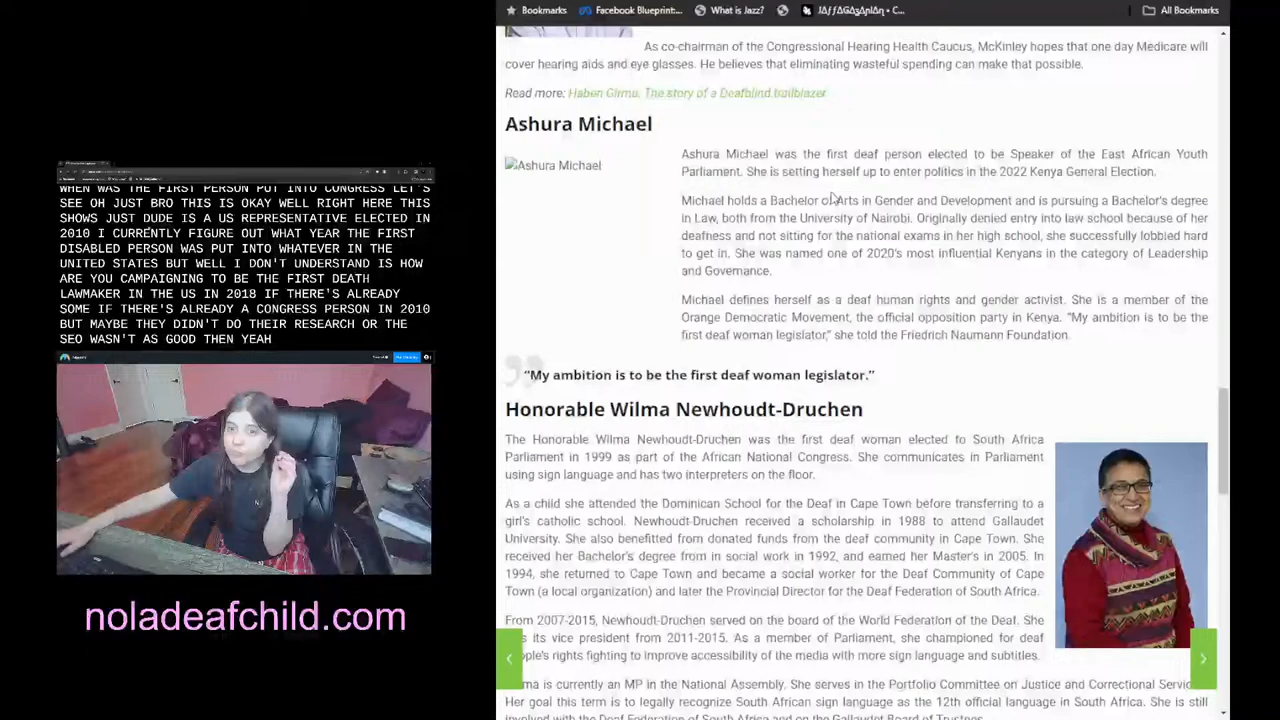 Bookmarks
Facebook Blueprint:...
What is Jazz?
All Bookmarks
As co-chairman of the Congressional Hearing Health Caucus, McKinley hopes that one day Medicare will
cover hearing aids and eye glasses. He believes that eliminating wasteful spending can make that possible.
Read more: Haben Girma: The story of a Deafblind trailblazer
Ashura Michael
Ashura Michael
Ashura Michael was the first deaf person elected to be Speaker of the East African Youth
Parliament. She is setting herself up to enter politics in the 2022 Kenya General Election.
Michael holds a Bachelor of Arts in Gender and Development and is pursuing a Bachelor's degree
in Law, both from the University of Nairobi. Originally denied entry into law school because of her
deafness and not sitting for the national exams in her high school, she successfully lobbied hard
to get in. She was named one of 2020's most influential Kenyans in the category of Leadership
and Governance.
Michael defines herself as a deaf human rights and gender activist. She is a member of the
Orange Democratic Movement, the official opposition party in Kenya. "My ambition is to be the
first deaf woman legislator," she told the Friedrich Naumann Foundation.
"My ambition is to be the first deaf woman legislator."
Honorable Wilma Newhoudt-Druchen
The Honorable Wilma Newhoudt-Druchen was the first deaf woman elected to South Africa
Parliament in 1999 as part of the African National Congress. She communicates in Parliament
using sign language and has two interpreters on the floor.
As a child she attended the Dominican School for the Deaf in Cape Town before transferring to a
girl's catholic school. Newhoudt-Druchen received a scholarship in 1988 to attend Gallaudet
University. She also benefitted from donated funds from the deaf community in Cape Town. She
received her Bachelor's degree from in social work in 1992, and earned her Master's in 2005. In
1994, she returned to Cape Town and became a social worker for the Deaf Community of Cape
Town (a local organization) and later the Provincial Director for the Deaf Federation of South Africa.
From 2007-2015, Newhoudt-Druchen served on the board of the World Federation of the Deaf. She
its vice president from 2011-2015. As a member of Parliament, she championed for deaf
rights fighting to improve accessibility of the media with more sign language and subtitles.
is currently an MP in the National Assembly. She serves in the Portfolio Committee on Justice and Correctional
Her goal this term is to legally recognize South African sign language as the 12th official language in South Africa. She is still
involved with the Deaf Federation of South Africa and on the Gallaudet Board of Trustees.
WHEN WAS THE FIRST PERSON PUT INTO CONGRESS LET'S
SEE OH JUST BRO THIS IS OKAY WELL RIGHT HERE THIS
SHOWS JUST DUDE IS A US REPRESENTATIVE ELECTED IN
2010 I CURRENTLY FIGURE OUT WHAT YEAR THE FIRST
DISABLED PERSON WAS PUT INTO WHATEVER IN THE
UNITED STATES BUT WELL I DON'T UNDERSTAND IS HOW
ARE YOU CAMPAIGNING TO BE THE FIRST DEATH
LAWMAKER IN THE US IN 2018 IF THERE'S ALREADY
SOME IF THERE'S ALREADY A CONGRESS PERSON IN 2010
BUT MAYBE THEY DIDN'T DO THEIR RESEARCH OR THE
SEO WASN'T AS GOOD THEN YEAH
noladeafchild.com